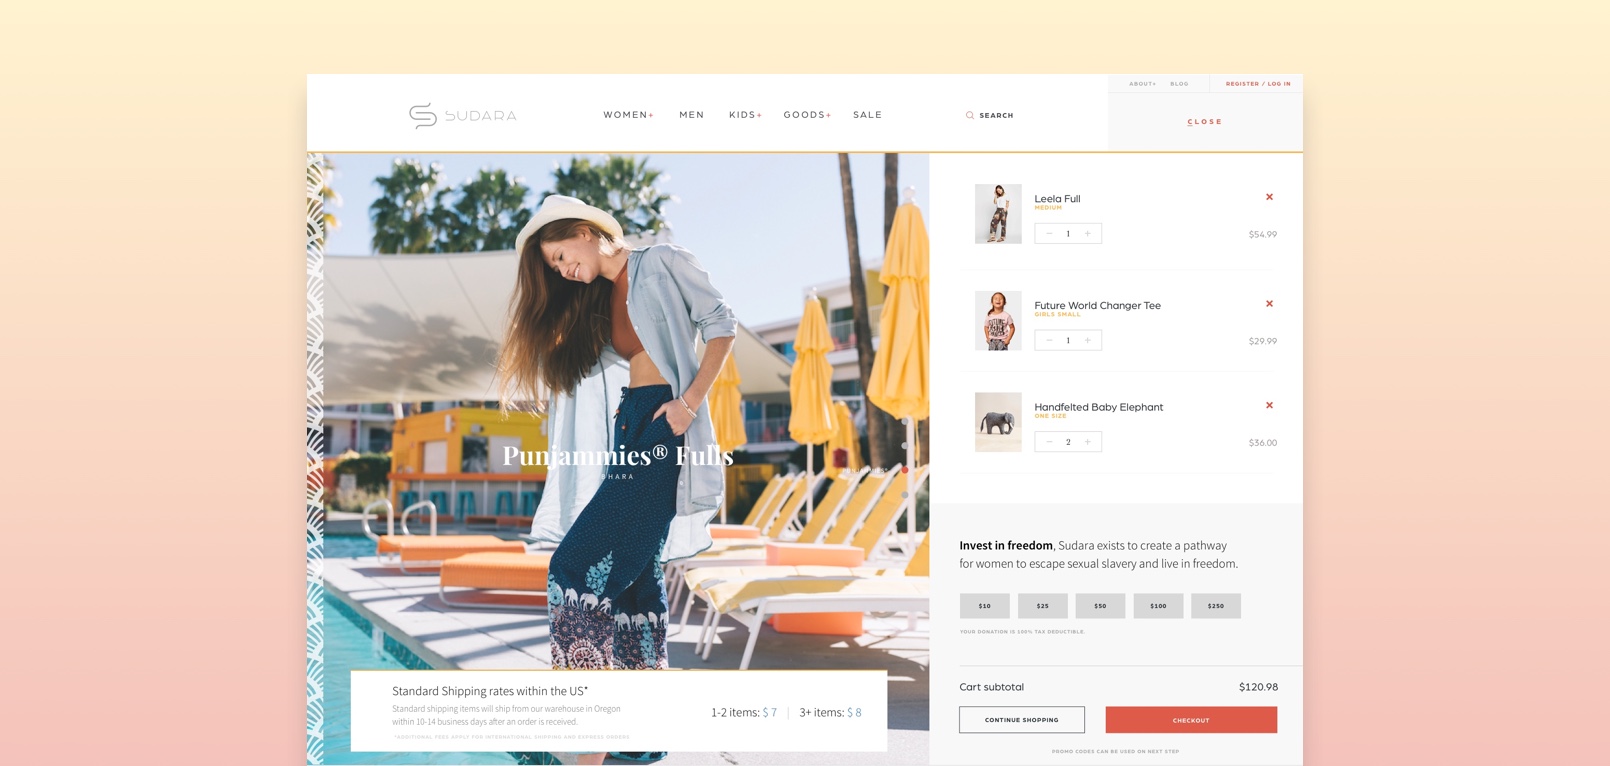 ABOUT+ BLOG REGISTER / LOG IN
SUDARA
WOMEN+ MEN KIDS+ GOODS+ SALE
SEARCH
CLOSE
Leela Full
MEDIUM
− 1 +
$54.99
Future World Changer Tee
GIRLS SMALL
− 1 +
$29.99
Handfelted Baby Elephant
ONE SIZE
− 2 +
$36.00
Punjammies® Fulls
BHARA
PUNJAMMIES®
Invest in freedom, Sudara exists to create a pathway
for women to escape sexual slavery and live in freedom.
$10 $25 $50 $100 $250
YOUR DONATION IS 100% TAX DEDUCTIBLE.
Cart subtotal $120.98
CONTINUE SHOPPING CHECKOUT
PROMO CODES CAN BE USED ON NEXT STEP
Standard Shipping rates within the US*
Standard shipping items will ship from our warehouse in Oregon
within 10-14 business days after an order is received.
*ADDITIONAL FEES APPLY FOR INTERNATIONAL SHIPPING AND EXPRESS ORDERS
1-2 items: $ 7 3+ items: $ 8